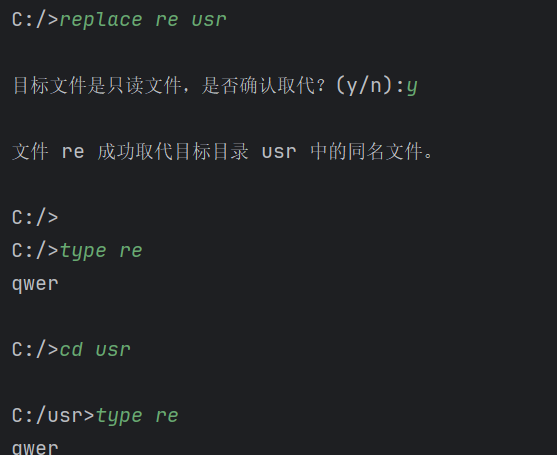 C:/>replace re usr
目标文件是只读文件，是否确认取代？(y/n):y
文件 re 成功取代目标目录 usr 中的同名文件。
C:/>
C:/>type re
qwer
C:/>cd usr
C:/usr>type re
qwer